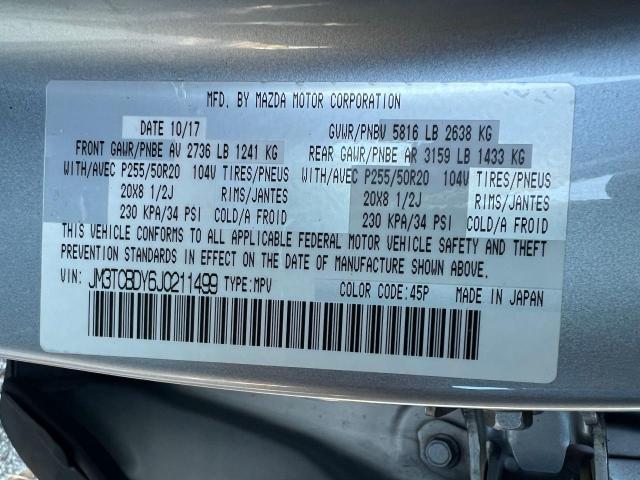 MFD. BY MAZDA MOTOR CORPORATION
DATE 10/17 GVWR/PNBV 5816 LB 2638 KG
FRONT GAWR/PNBE AV 2736 LB 1241 KG REAR GAWR/PNBE AR 3159 LB 1433 KG
WITH/AVEC P255/50R20 104V TIRES/PNEUS WITH/AVEC P255/50R20 104V TIRES/PNEUS
20X8 1/2J RIMS/JANTES 20X8 1/2J RIMS/JANTES
230 KPA/34 PSI COLD/A FROID 230 KPA/34 PSI COLD/A FROID
THIS VEHICLE CONFORMS TO ALL APPLICABLE FEDERAL MOTOR VEHICLE SAFETY AND THEFT
PREVENTION STANDARDS IN EFFECT ON THE DATE OF MANUFACTURE SHOWN ABOVE.
VIN: JM3TCBDY6J0211499 TYPE: MPV COLOR CODE: 45P MADE IN JAPAN